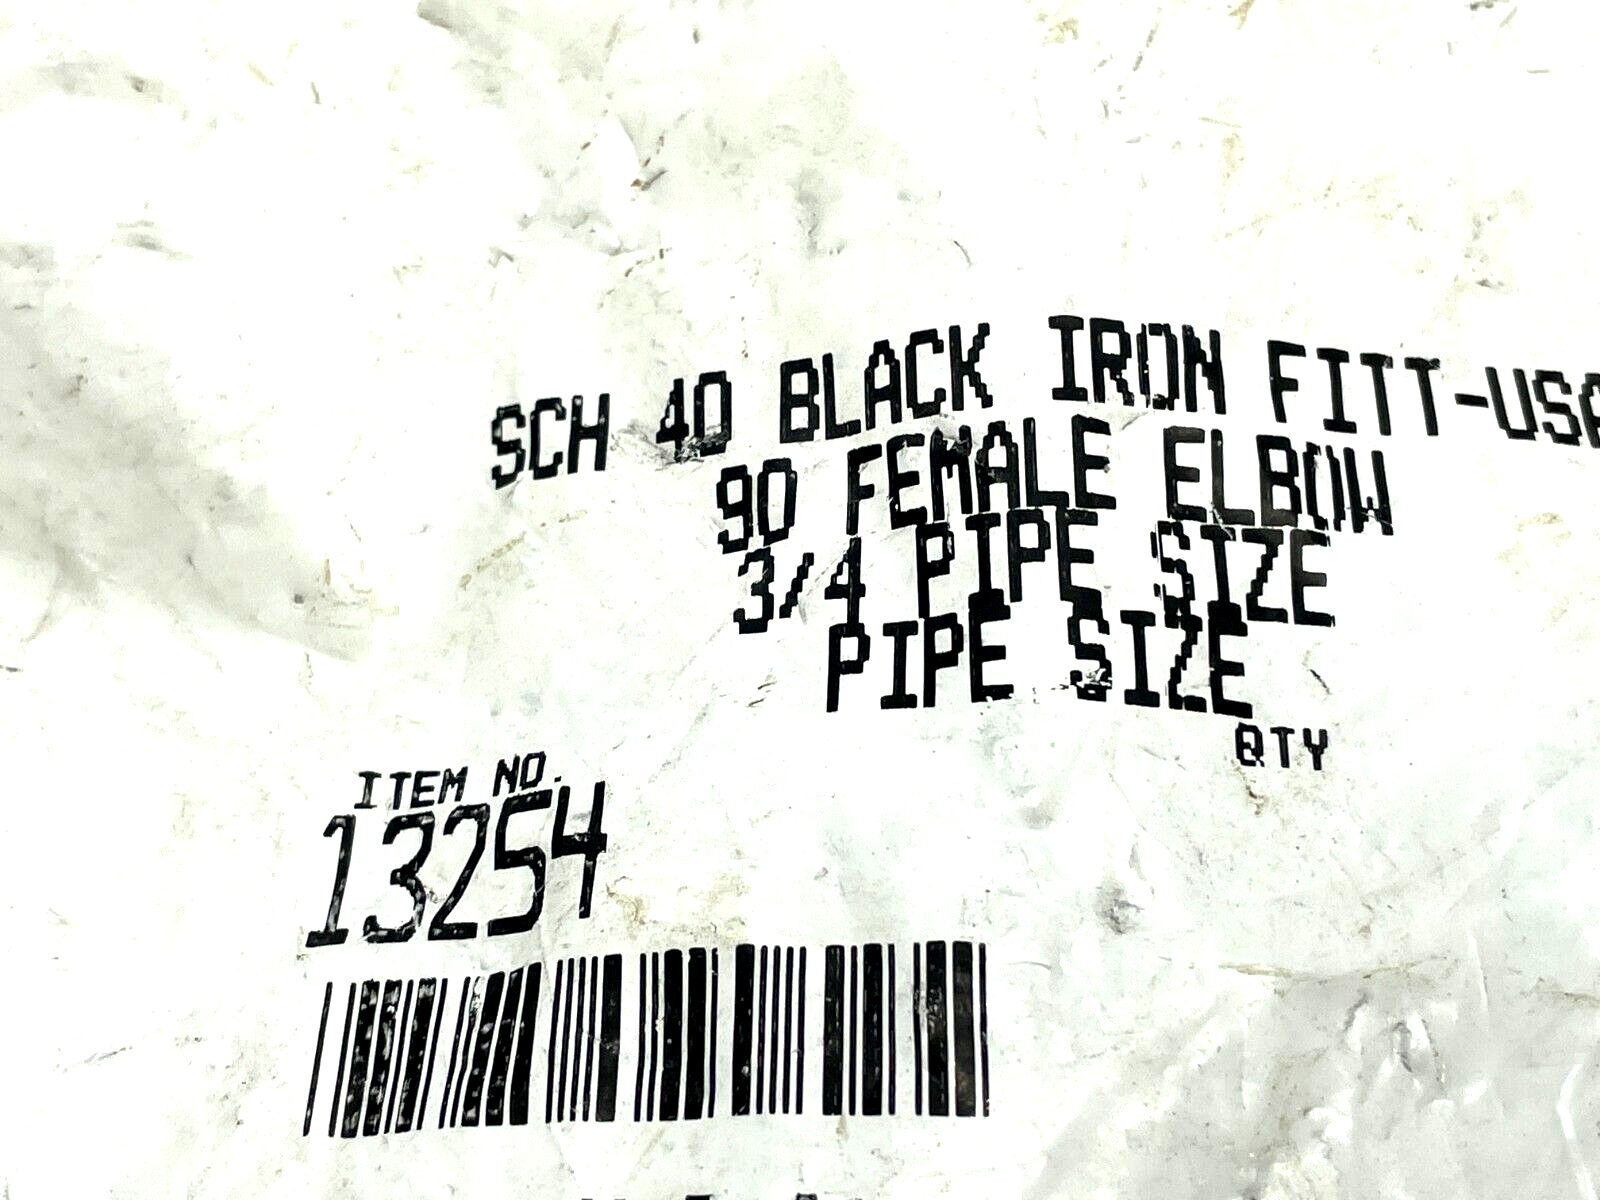 SCH 40 BLACK IRON FITT-USA
90 FEMALE ELBOW
3/4 PIPE SIZE
PIPE SIZE
QTY
ITEM NO.
13254